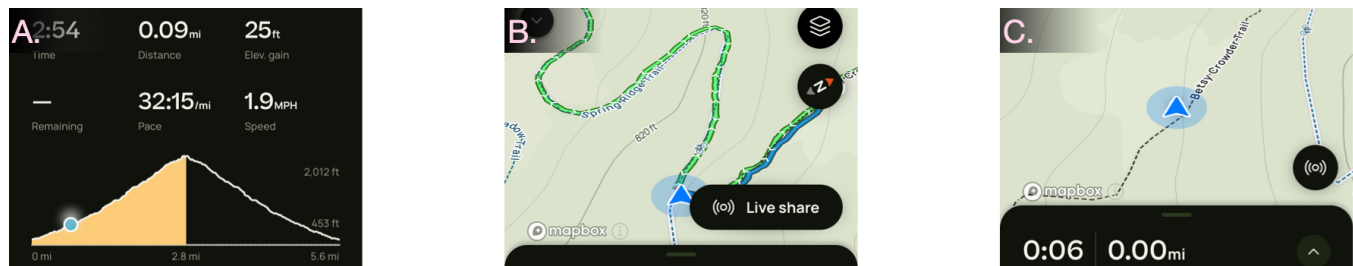 A.
2:54
0.09mi
25ft
Time
Distance
Elev. gain
—
32:15/mi
1.9MPH
Remaining
Pace
Speed
2,012 ft
453 ft
0 mi
2.8 mi
5.6 mi
B.
820 ft
Z
Spring Ridge Trail
820 ft
Live share
mapbox
C.
Betsy Crowder Trail
mapbox
0:06
0.00mi